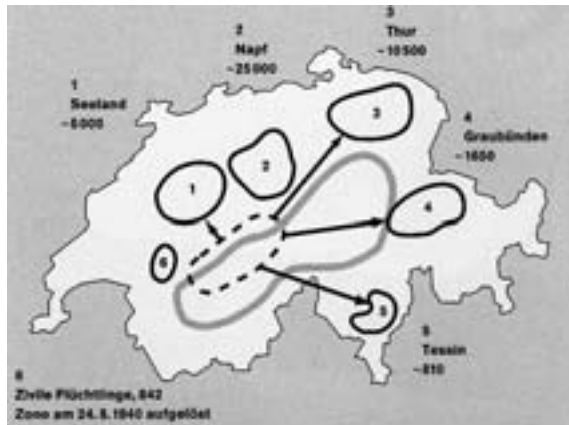 1
Seeland
~5000
2
Napf
~25000
3
Thur
~10500
4
Graubünden
~1650
5
Tessin
~810
6
Zivile Flüchtlinge, 842
Zone am 24.8.1940 aufgelöst
1
2
3
4
5
6